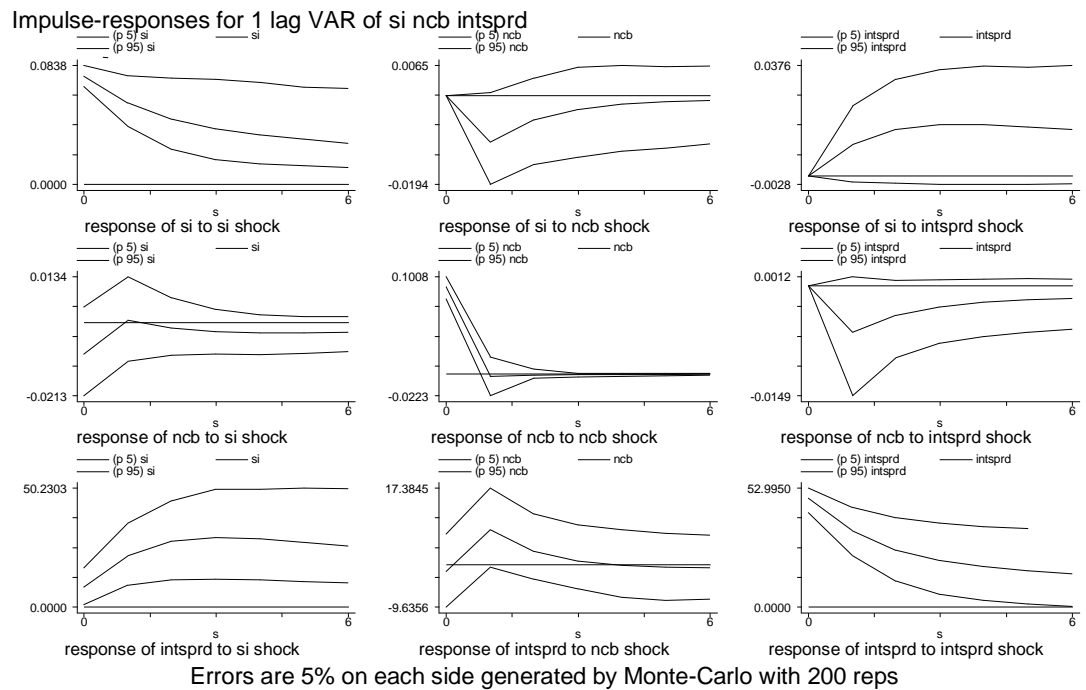 Impulse-responses for 1 lag VAR of si ncb intsprd
(p 5) si si
(p 95) si
0.0838
0.0000
0 6
s
response of si to si shock
(p 5) ncb ncb
(p 95) ncb
0.0065
-0.0194
0 6
s
response of si to ncb shock
(p 5) intsprd intsprd
(p 95) intsprd
0.0376
-0.0028
0 6
s
response of si to intsprd shock
(p 5) si si
(p 95) si
0.0134
-0.0213
0 6
s
response of ncb to si shock
(p 5) ncb ncb
(p 95) ncb
0.1008
-0.0223
0 6
s
response of ncb to ncb shock
(p 5) intsprd intsprd
(p 95) intsprd
0.0012
-0.0149
0 6
s
response of ncb to intsprd shock
(p 5) si si
(p 95) si
50.2303
0.0000
0 6
s
response of intsprd to si shock
(p 5) ncb ncb
(p 95) ncb
17.3845
-9.6356
0 6
s
response of intsprd to ncb shock
(p 5) intsprd intsprd
(p 95) intsprd
52.9950
0.0000
0 6
s
response of intsprd to intsprd shock
Errors are 5% on each side generated by Monte-Carlo with 200 reps